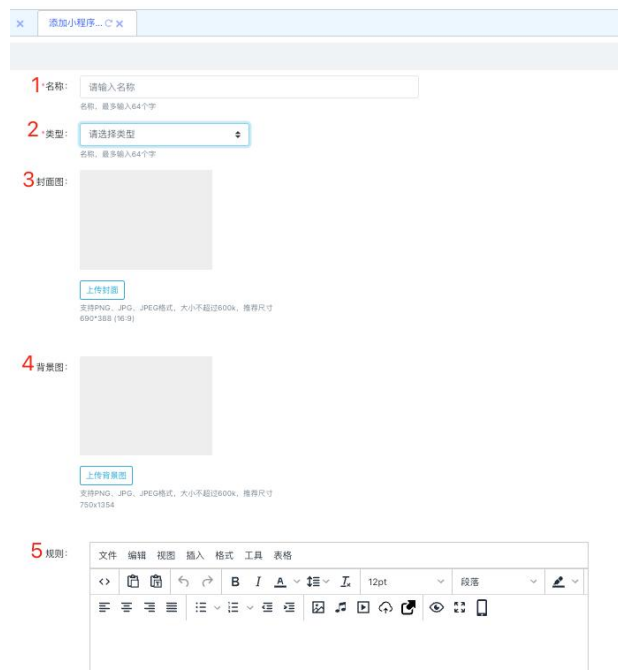 添加小程序...
1 *名称: 请输入名称
名称，最多输入64个字
2 *类型: 请选择类型
名称，最多输入64个字
3 封面图:
上传封面
支持PNG、JPG、JPEG格式，大小不超过600k，推荐尺寸
690*388 (16:9)
4 背景图:
上传背景图
支持PNG、JPG、JPEG格式，大小不超过600k，推荐尺寸
750x1354
5 规则:
文件 编辑 视图 插入 格式 工具 表格
12pt 段落